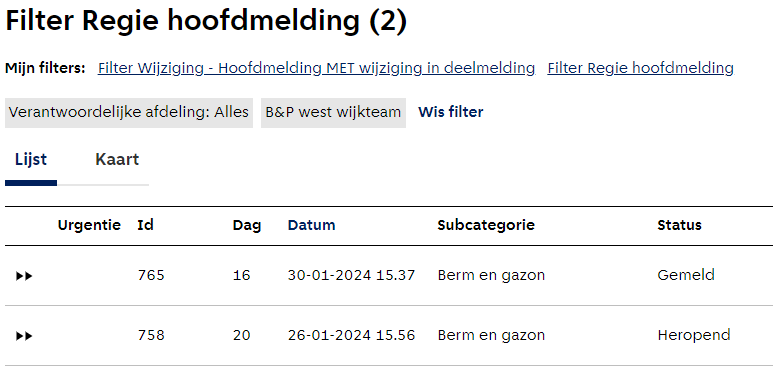 Filter Regie hoofdmelding (2)
Mijn filters: Filter Wijziging - Hoofdmelding MET wijziging in deelmelding Filter Regie hoofdmelding
Verantwoordelijke afdeling: Alles B&P west wijkteam Wis filter
Lijst Kaart
Urgentie Id Dag Datum Subcategorie Status
765 16 30-01-2024 15.37 Berm en gazon Gemeld
758 20 26-01-2024 15.56 Berm en gazon Heropend